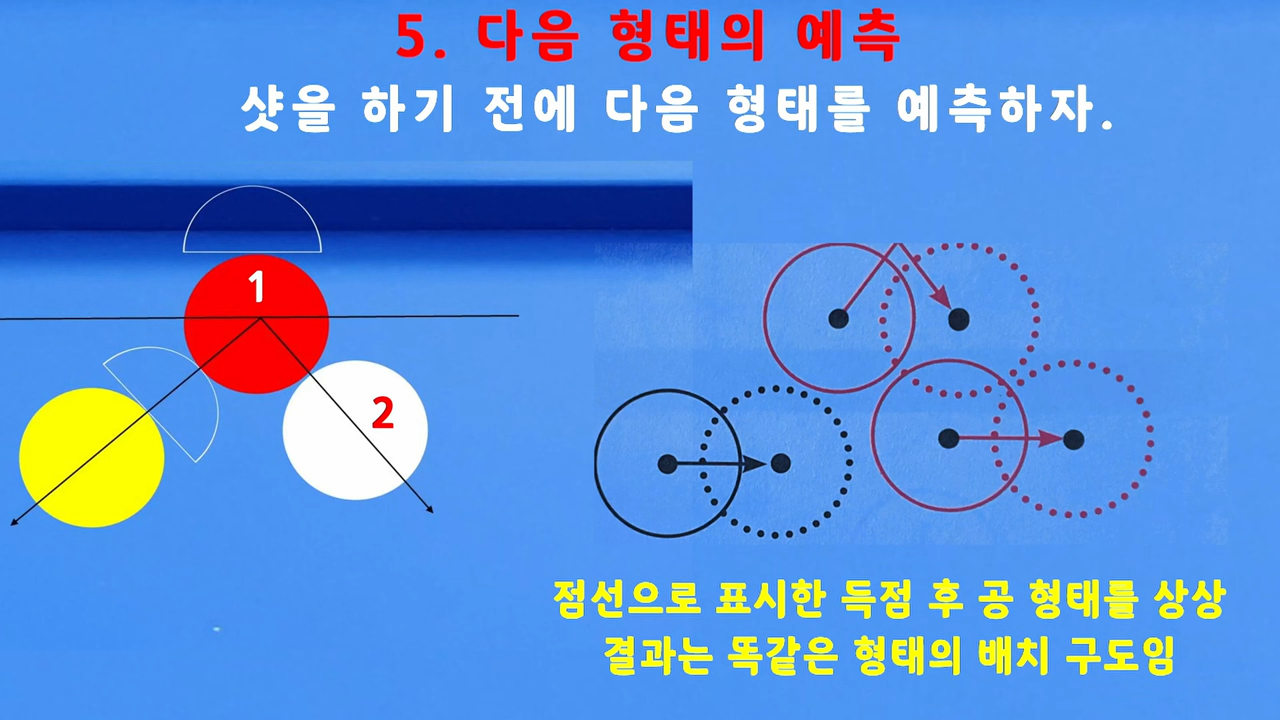 5. 다음 형태의 예측
샷을 하기 전에 다음 형태를 예측하자.
1
2
점선으로 표시한 득점 후 공 형태를 상상
결과는 똑같은 형태의 배치 구도임